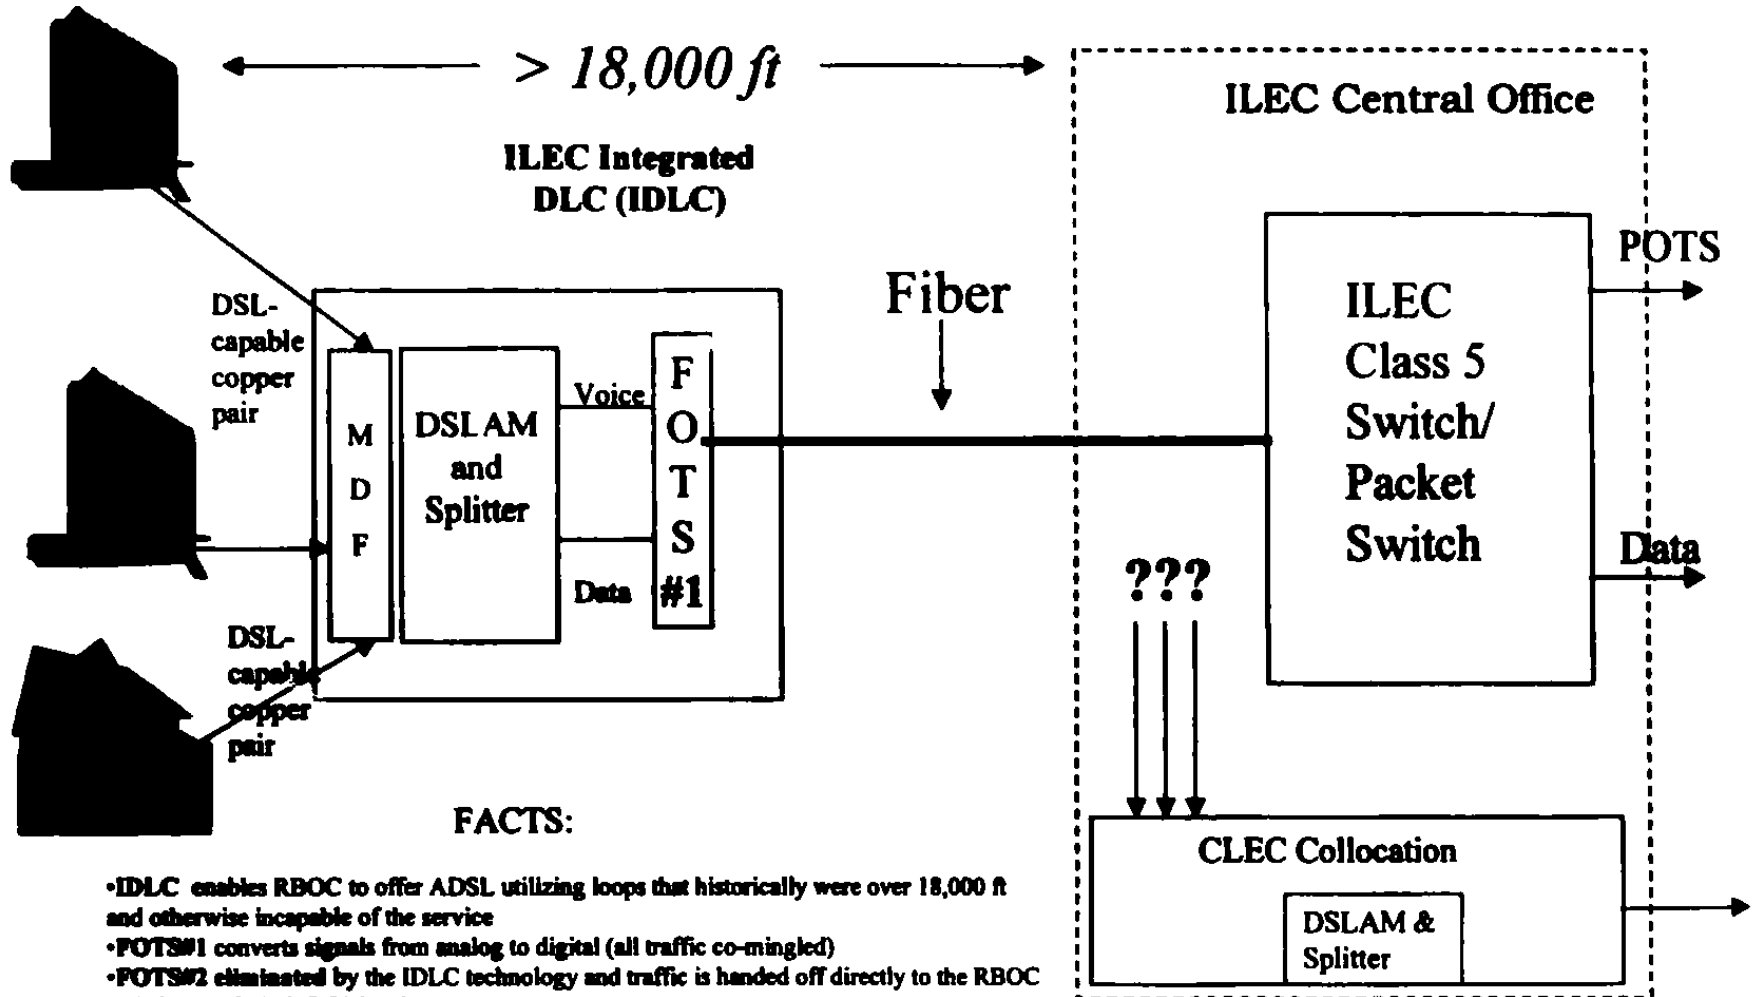 > 18,000 ft
ILEC Central Office
ILEC Integrated
DLC (IDLC)
POTS
Fiber
ILEC
Class 5
Switch/
Packet
Switch
Data
DSL-
capable
copper
pair
M
D
F
DSLAM
and
Splitter
Voice
Data
F
O
T
S
#1
???
DSL-
capable
copper
pair
FACTS:
CLEC Collocation
DSLAM &
Splitter
•IDLC enables RBOC to offer ADSL utilizing loops that historically were over 18,000 ft
and otherwise incapable of the service
•FOTS#1 converts signals from analog to digital (all traffic co-mingled)
•FOTS#2 eliminated by the IDLC technology and traffic is handed off directly to the RBOC